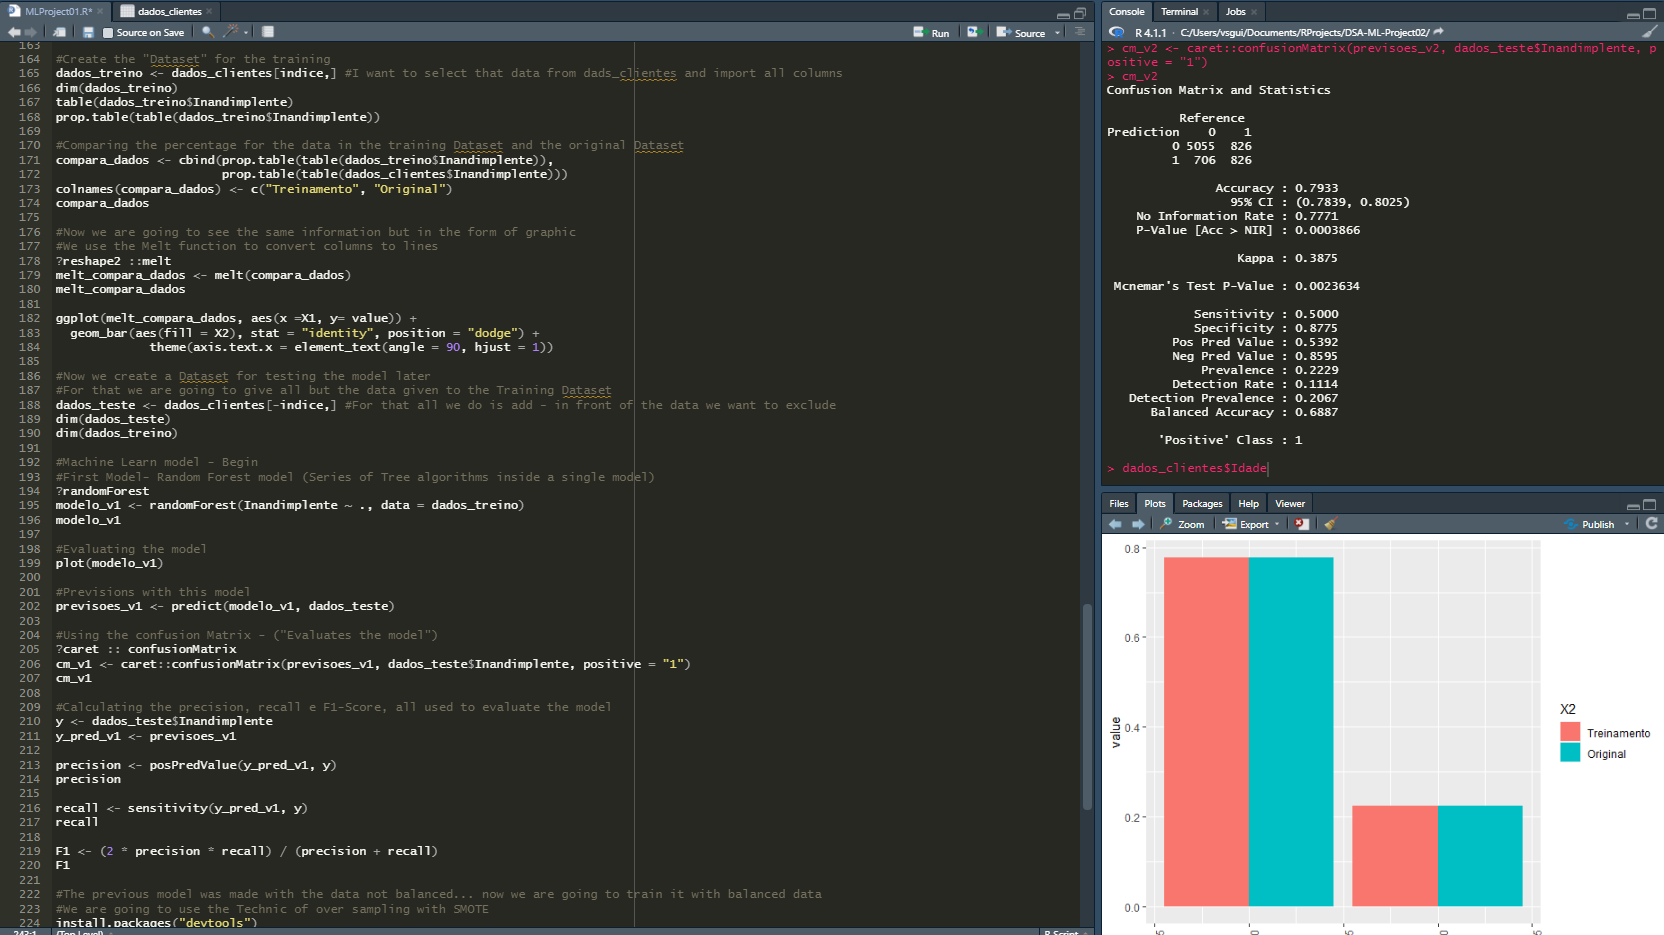 MLProject01.R*
dados_clientes
Source on Save
Run
Source
163
164 #Create the "Dataset" for the training
165 dados_treino <- dados_clientes[indice,] #I want to select that data from dads_clientes and import all columns
166 dim(dados_treino)
167 table(dados_treino$Inandimplente)
168 prop.table(table(dados_treino$Inandimplente))
169
170 #Comparing the percentage for the data in the training Dataset and the original Dataset
171 compara_dados <- cbind(prop.table(table(dados_treino$Inandimplente)),
172 prop.table(table(dados_clientes$Inandimplente)))
173 colnames(compara_dados) <- c("Treinamento", "Original")
174 compara_dados
175
176 #Now we are going to see the same information but in the form of graphic
177 #We use the Melt function to convert columns to lines
178 ?reshape2 ::melt
179 melt_compara_dados <- melt(compara_dados)
180 melt_compara_dados
181
182 ggplot(melt_compara_dados, aes(x =X1, y= value)) +
183 geom_bar(aes(fill = X2), stat = "identity", position = "dodge") +
184 theme(axis.text.x = element_text(angle = 90, hjust = 1))
185
186 #Now we create a Dataset for testing the model later
187 #For that we are going to give all but the data given to the Training Dataset
188 dados_teste <- dados_clientes[-indice,] #For that all we do is add - in front of the data we want to exclude
189 dim(dados_teste)
190 dim(dados_treino)
191
192 #Machine Learn model - Begin
193 #First Model- Random Forest model (Series of Tree algorithms inside a single model)
194 ?randomForest
195 modelo_v1 <- randomForest(Inandimplente ~ ., data = dados_treino)
196 modelo_v1
197
198 #Evaluating the model
199 plot(modelo_v1)
200
201 #Previsions with this model
202 previsoes_v1 <- predict(modelo_v1, dados_teste)
203
204 #Using the confusion Matrix - ("Evaluates the model")
205 ?caret :: confusionMatrix
206 cm_v1 <- caret::confusionMatrix(previsoes_v1, dados_teste$Inandimplente, positive = "1")
207 cm_v1
208
209 #Calculating the precision, recall e F1-Score, all used to evaluate the model
210 y <- dados_teste$Inandimplente
211 y_pred_v1 <- previsoes_v1
212
213 precision <- posPredValue(y_pred_v1, y)
214 precision
215
216 recall <- sensitivity(y_pred_v1, y)
217 recall
218
219 F1 <- (2 * precision * recall) / (precision + recall)
220 F1
221
222 #The previous model was made with the data not balanced... now we are going to train it with balanced data
223 #We are going to use the Technic of over sampling with SMOTE
224 install.packages("devtools")
243:1 (Top Level)
R Script
Console Terminal Jobs
R 4.1.1 · C:/Users/vsgui/Documents/RProjects/DSA-ML-Project02/
> cm_v2 <- caret::confusionMatrix(previsoes_v2, dados_teste$Inandimplente, p
ositive = "1")
> cm_v2
Confusion Matrix and Statistics
Reference
Prediction 0 1
0 5055 826
1 706 826
Accuracy : 0.7933
95% CI : (0.7839, 0.8025)
No Information Rate : 0.7771
P-Value [Acc > NIR] : 0.0003866
Kappa : 0.3875
Mcnemar's Test P-Value : 0.0023634
Sensitivity : 0.5000
Specificity : 0.8775
Pos Pred Value : 0.5392
Neg Pred Value : 0.8595
Prevalence : 0.2229
Detection Rate : 0.1114
Detection Prevalence : 0.2067
Balanced Accuracy : 0.6887
'Positive' Class : 1
> dados_clientes$Idade
Files Plots Packages Help Viewer
Zoom Export Publish
0.8
0.6
0.4
0.2
0.0
value
X2
Treinamento
Original